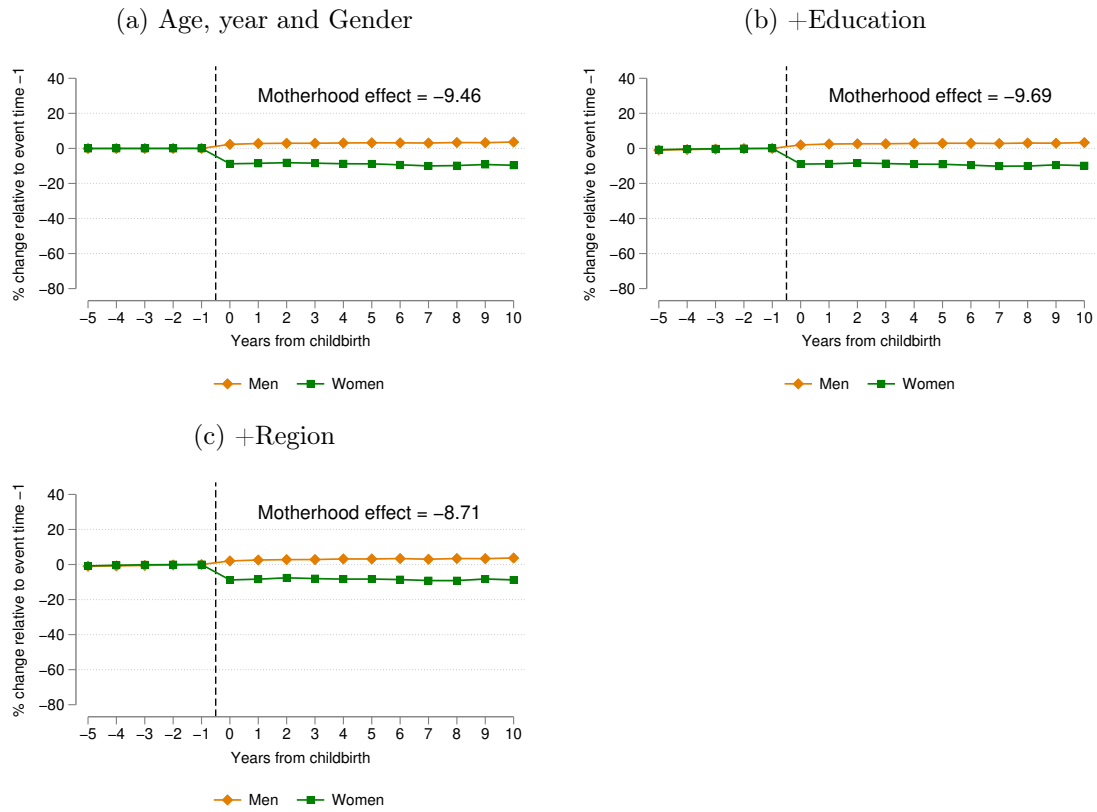 (a) Age, year and Gender
% change relative to event time −1
40
20
0
−20
−40
−60
−80
Motherhood effect = −9.46
−5 −4 −3 −2 −1 0 1 2 3 4 5 6 7 8 9 10
Years from childbirth
Men Women
(b) +Education
% change relative to event time −1
40
20
0
−20
−40
−60
−80
Motherhood effect = −9.69
−5 −4 −3 −2 −1 0 1 2 3 4 5 6 7 8 9 10
Years from childbirth
Men Women
(c) +Region
% change relative to event time −1
40
20
0
−20
−40
−60
−80
Motherhood effect = −8.71
−5 −4 −3 −2 −1 0 1 2 3 4 5 6 7 8 9 10
Years from childbirth
Men Women